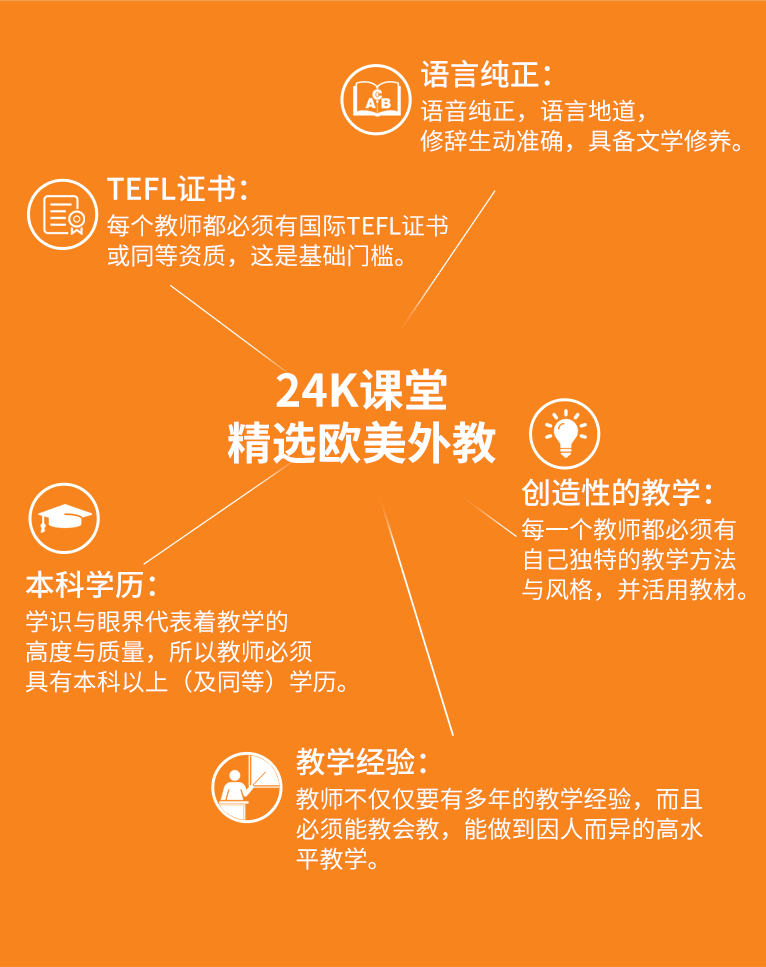 语言纯正：
语音纯正，语言地道，
修辞生动准确，具备文学修养。
TEFL证书：
每个教师都必须有国际TEFL证书
或同等资质，这是基础门槛。
24K课堂
精选欧美外教
创造性的教学：
每一个教师都必须有
自己独特的教学方法
与风格，并活用教材。
本科学历：
学识与眼界代表着教学的
高度与质量，所以教师必须
具有本科以上（及同等）学历。
教学经验：
教师不仅仅要有多年的教学经验，而且
必须能教会教，能做到因人而异的高水
平教学。
A
C
B